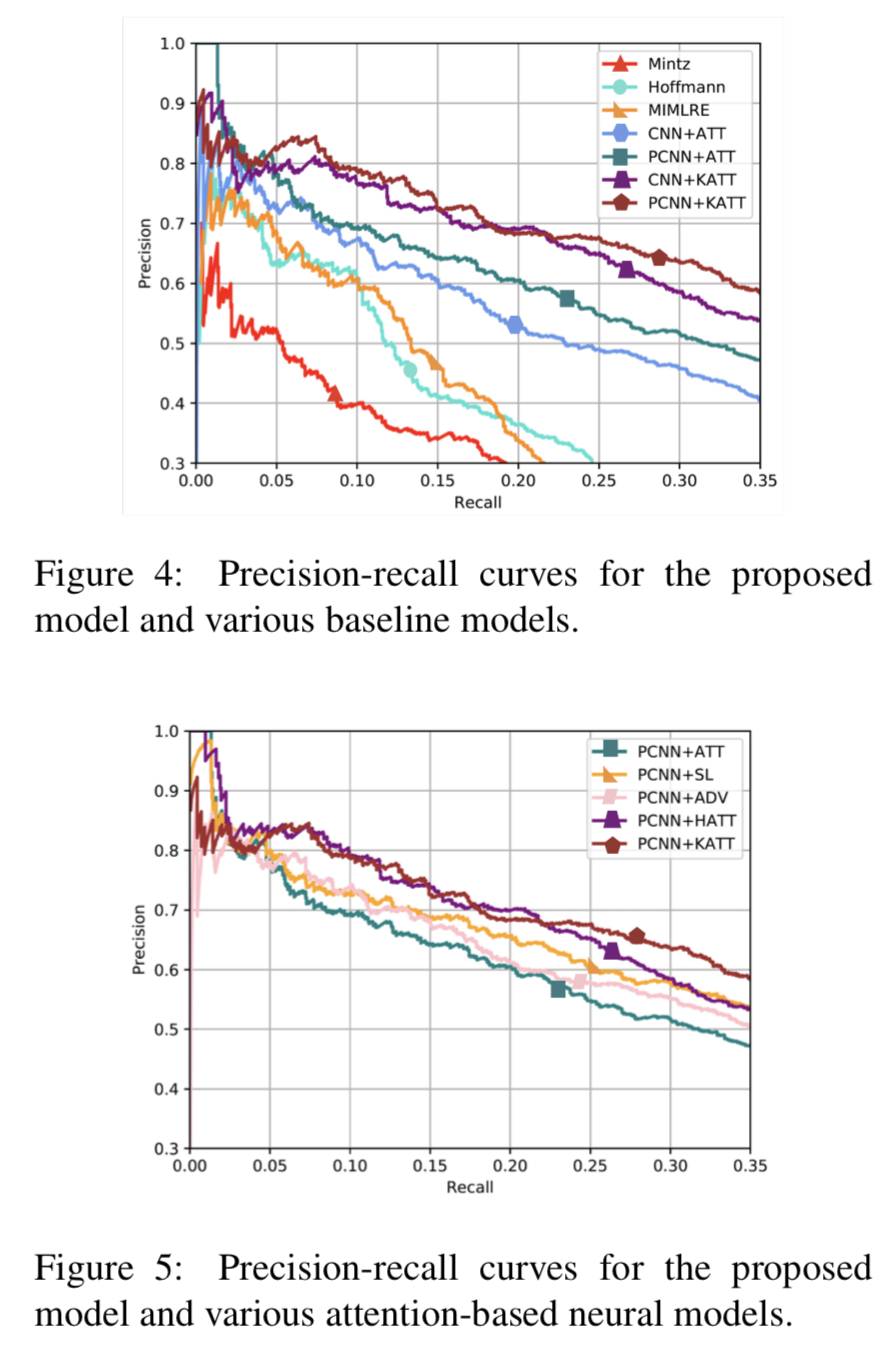 1.0
0.9
0.8
0.7
0.6
0.5
0.4
0.3
Precision
Mintz
Hoffmann
MIMLRE
CNN+ATT
PCNN+ATT
CNN+KATT
PCNN+KATT
0.00 0.05 0.10 0.15 0.20 0.25 0.30 0.35
Recall
Figure 4: Precision-recall curves for the proposed
model and various baseline models.
1.0
0.9
0.8
0.7
0.6
0.5
0.4
0.3
Precision
PCNN+ATT
PCNN+SL
PCNN+ADV
PCNN+HATT
PCNN+KATT
0.00 0.05 0.10 0.15 0.20 0.25 0.30 0.35
Recall
Figure 5: Precision-recall curves for the proposed
model and various attention-based neural models.